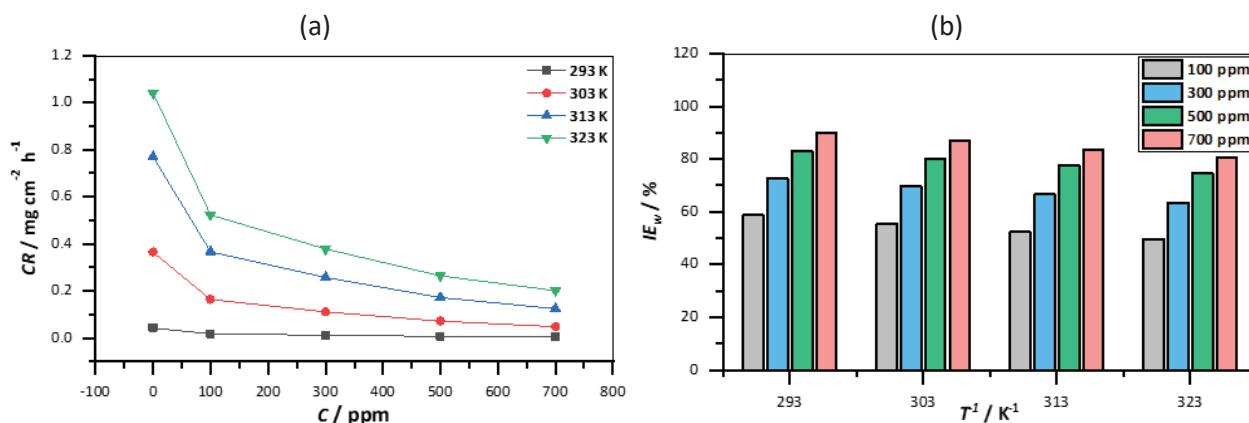 (a)
1.2
1.0
0.8
0.6
0.4
0.2
0.0
CR / mg cm⁻² h⁻¹
-100 0 100 200 300 400 500 600 700 800
C / ppm
293 K
303 K
313 K
323 K
(b)
120
100
80
60
40
20
0
IE_w / %
293 303 313 323
T¹ / K⁻¹
100 ppm
300 ppm
500 ppm
700 ppm